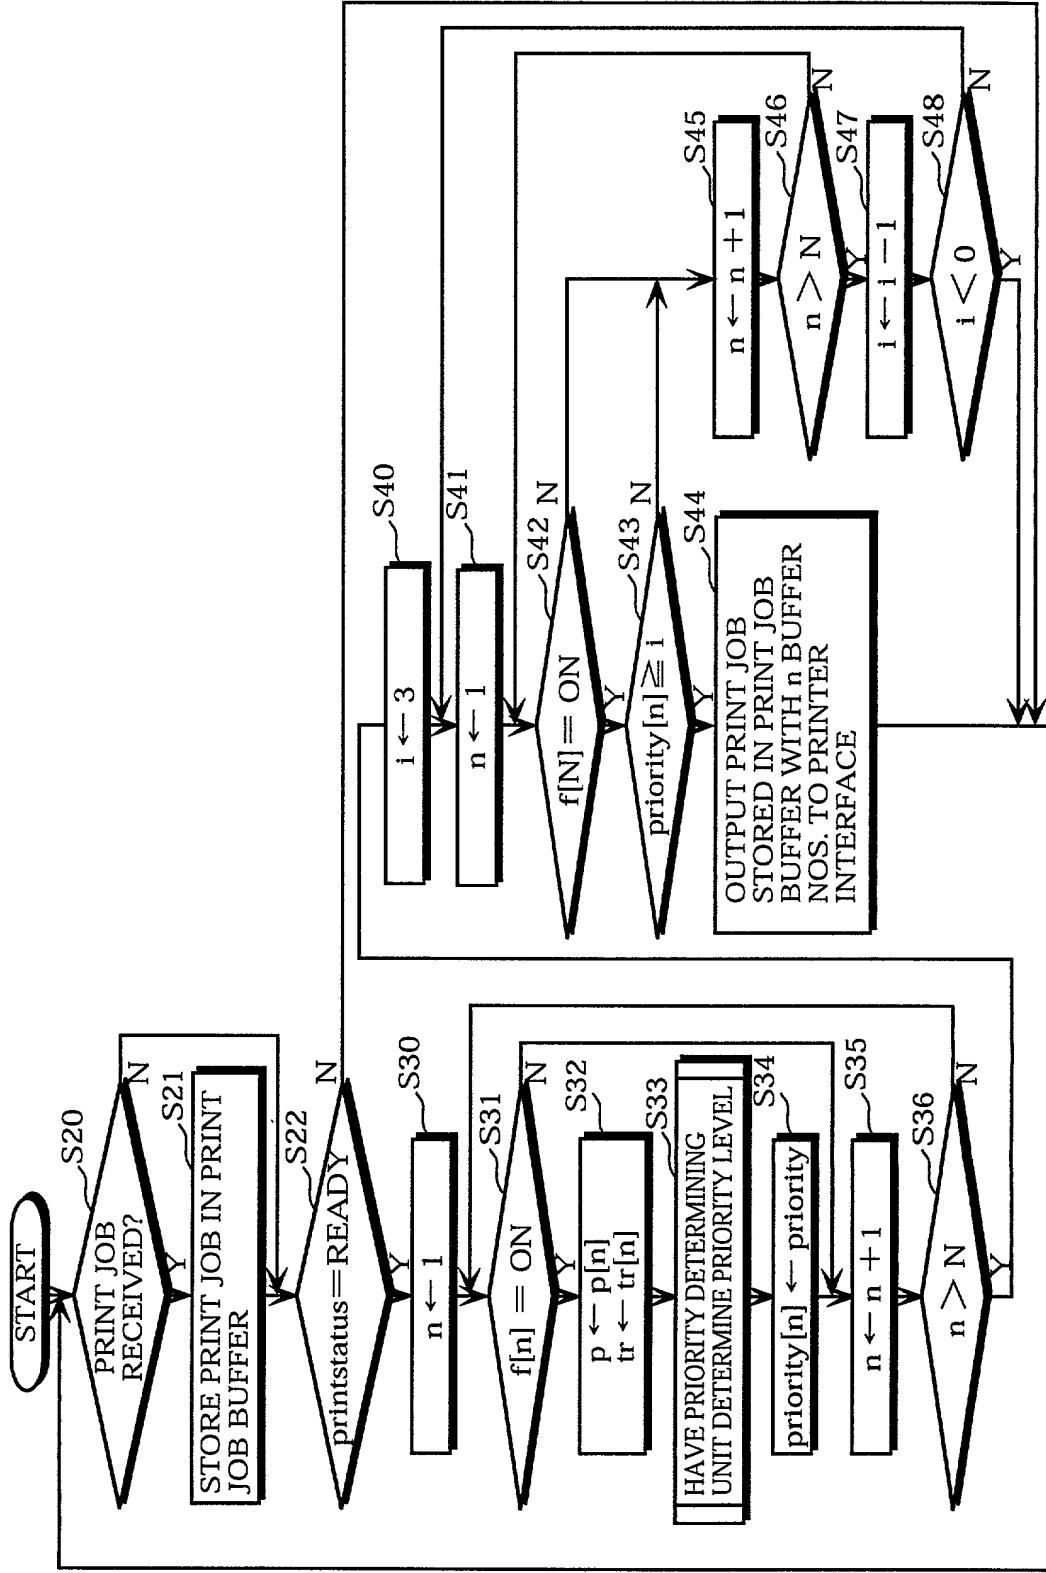 START
S20
PRINT JOB
RECEIVED?
N
Y
S21
STORE PRINT JOB IN PRINT
JOB BUFFER
S22
printstatus=READY
N
Y
S30
n ← 1
S31
f[n] = ON
N
Y
S32
p ← p[n]
tr ← tr[n]
S33
HAVE PRIORITY DETERMINING
UNIT DETERMINE PRIORITY LEVEL
S34
priority[n] ← priority
S35
n ← n + 1
S36
n > N
N
Y
S40
i ← 3
S41
n ← 1
S42
f[N] = ON
N
Y
S43
priority[n] ≧ i
N
Y
S44
OUTPUT PRINT JOB
STORED IN PRINT JOB
BUFFER WITH n BUFFER
NOS. TO PRINTER
INTERFACE
S45
n ← n + 1
S46
n > N
N
Y
S47
i ← i − 1
S48
i < 0
N
Y